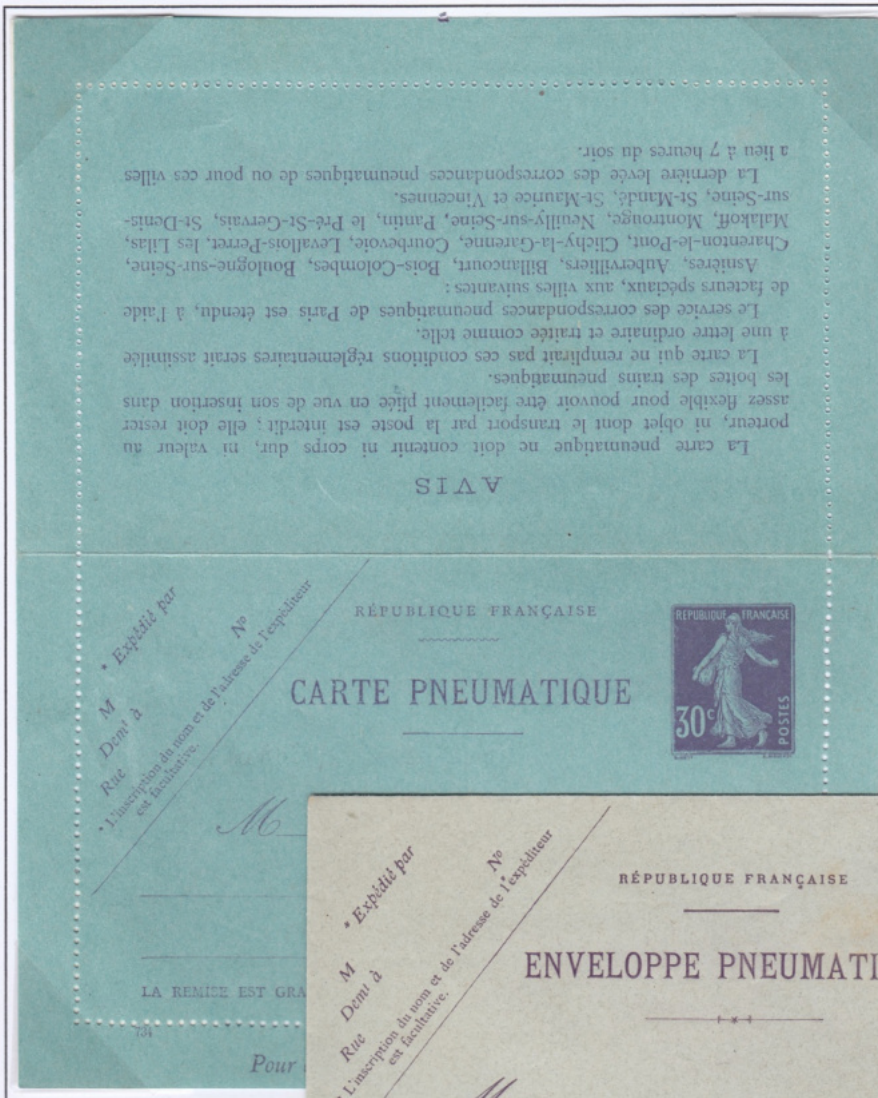 AVIS
La carte pneumatique ne doit contenir ni corps dur, ni valeur au
porteur, ni objet dont le transport par la poste est interdit ; elle doit rester
assez flexible pour pouvoir être facilement pliée en vue de son insertion dans
les boîtes des trains pneumatiques.
La carte qui ne remplirait pas ces conditions réglementaires serait assimilée
à une lettre ordinaire et traitée comme telle.
Le service des correspondances pneumatiques de Paris est étendu, à l'aide
de facteurs spéciaux, aux villes suivantes :
Asnières, Aubervilliers, Billancourt, Bois-Colombes, Boulogne-sur-Seine,
Charenton-le-Pont, Clichy-la-Garenne, Courbevoie, Levallois-Perret, les Lilas,
Malakoff, Montrouge, Neuilly-sur-Seine, Pantin, le Pré-St-Gervais, St-Denis-
sur-Seine, St-Mandé, St-Maurice et Vincennes.
La dernière levée des correspondances pneumatiques de ou pour ces villes
a lieu à 7 heures du soir.
* Expédié par
M
Nº
Demt à
Rue
* L'inscription du nom et de l'adresse de l'expéditeur
est facultative.
RÉPUBLIQUE FRANÇAISE
CARTE PNEUMATIQUE
RÉPUBLIQUE FRANÇAISE
30c
POSTES
M
LA REMISE EST GRA
734
Pour
* Expédié par
M
Nº
Demt à
Rue
* L'inscription du nom et de l'adresse de l'expéditeur
est facultative.
RÉPUBLIQUE FRANÇAISE
ENVELOPPE PNEUMATI
M